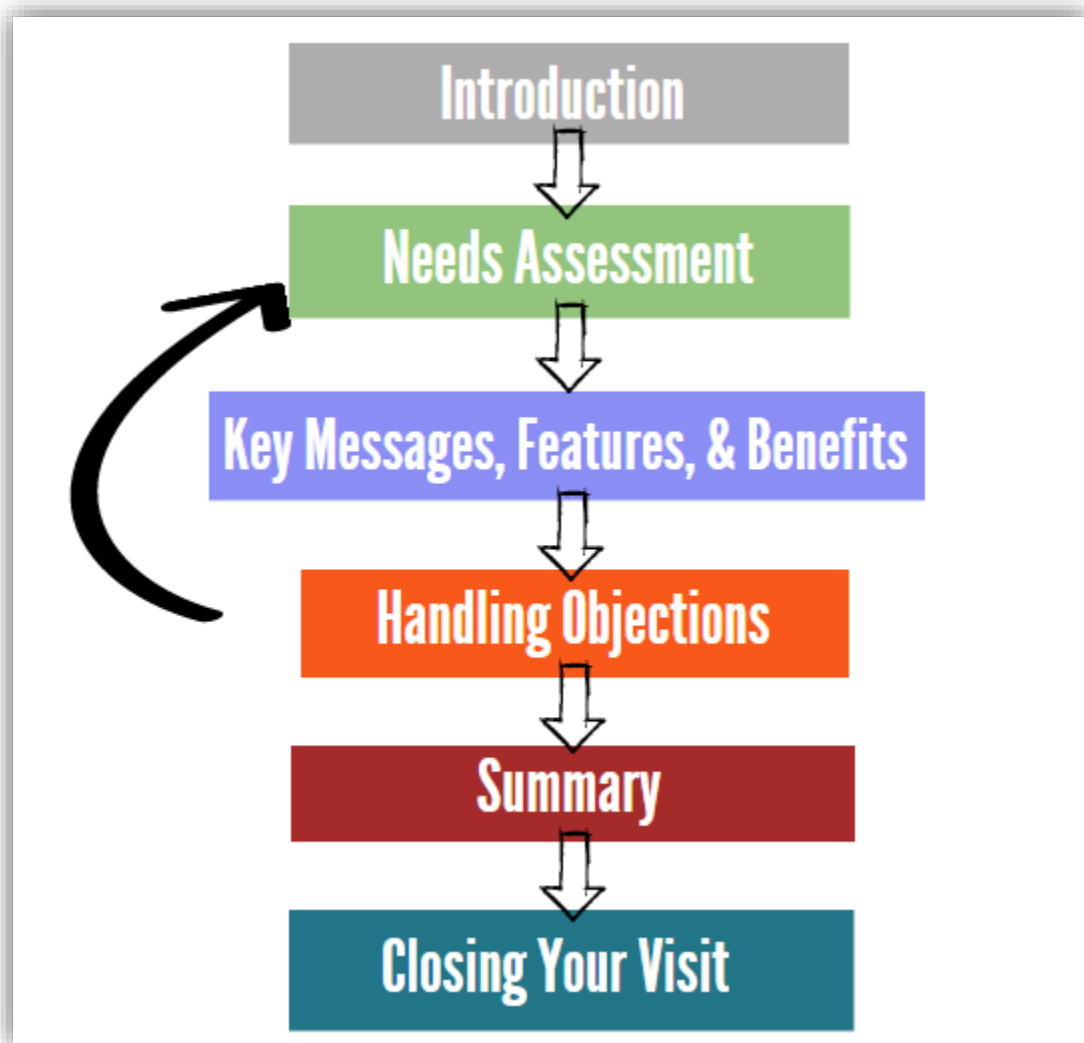 Introduction
Needs Assessment
Key Messages, Features, & Benefits
Handling Objections
Summary
Closing Your Visit